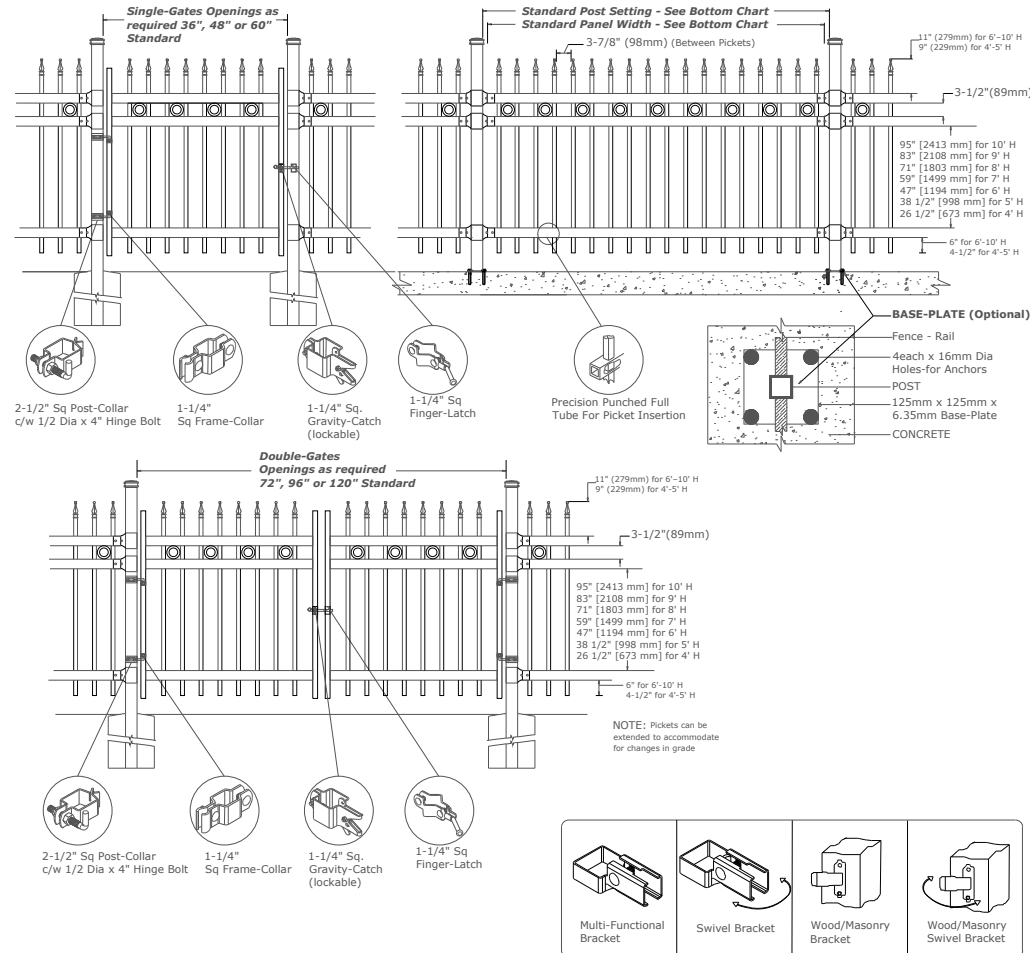 Single-Gates Openings as
required 36", 48" or 60"
Standard
Standard Post Setting - See Bottom Chart
Standard Panel Width - See Bottom Chart
3-7/8" (98mm) (Between Pickets)
11" (279mm) for 6'-10' H
9" (229mm) for 4'-5' H
3-1/2"(89mm)
95" [2413 mm] for 10' H
83" [2108 mm] for 9' H
71" [1803 mm] for 8' H
59" [1499 mm] for 7' H
47" [1194 mm] for 6' H
38 1/2" [998 mm] for 5' H
26 1/2" [673 mm] for 4' H
6" for 6'-10' H
4-1/2" for 4'-5' H
2-1/2" Sq Post-Collar
c/w 1/2 Dia x 4" Hinge Bolt
1-1/4"
Sq Frame-Collar
1-1/4" Sq.
Gravity-Catch
(lockable)
1-1/4" Sq
Finger-Latch
Precision Punched Full
Tube For Picket Insertion
BASE-PLATE (Optional)
Fence - Rail
4each x 16mm Dia
Holes-for Anchors
POST
125mm x 125mm x
6.35mm Base-Plate
CONCRETE
Double-Gates
Openings as required
72", 96" or 120" Standard
11" (279mm) for 6'-10' H
9" (229mm) for 4'-5' H
3-1/2"(89mm)
95" [2413 mm] for 10' H
83" [2108 mm] for 9' H
71" [1803 mm] for 8' H
59" [1499 mm] for 7' H
47" [1194 mm] for 6' H
38 1/2" [998 mm] for 5' H
26 1/2" [673 mm] for 4' H
6" for 6'-10' H
4-1/2" for 4'-5' H
NOTE: Pickets can be
extended to accommodate
for changes in grade
2-1/2" Sq Post-Collar
c/w 1/2 Dia x 4" Hinge Bolt
1-1/4"
Sq Frame-Collar
1-1/4" Sq.
Gravity-Catch
(lockable)
1-1/4" Sq
Finger-Latch
Multi-Functional
Bracket
Swivel Bracket
Wood/Masonry
Bracket
Wood/Masonry
Swivel Bracket